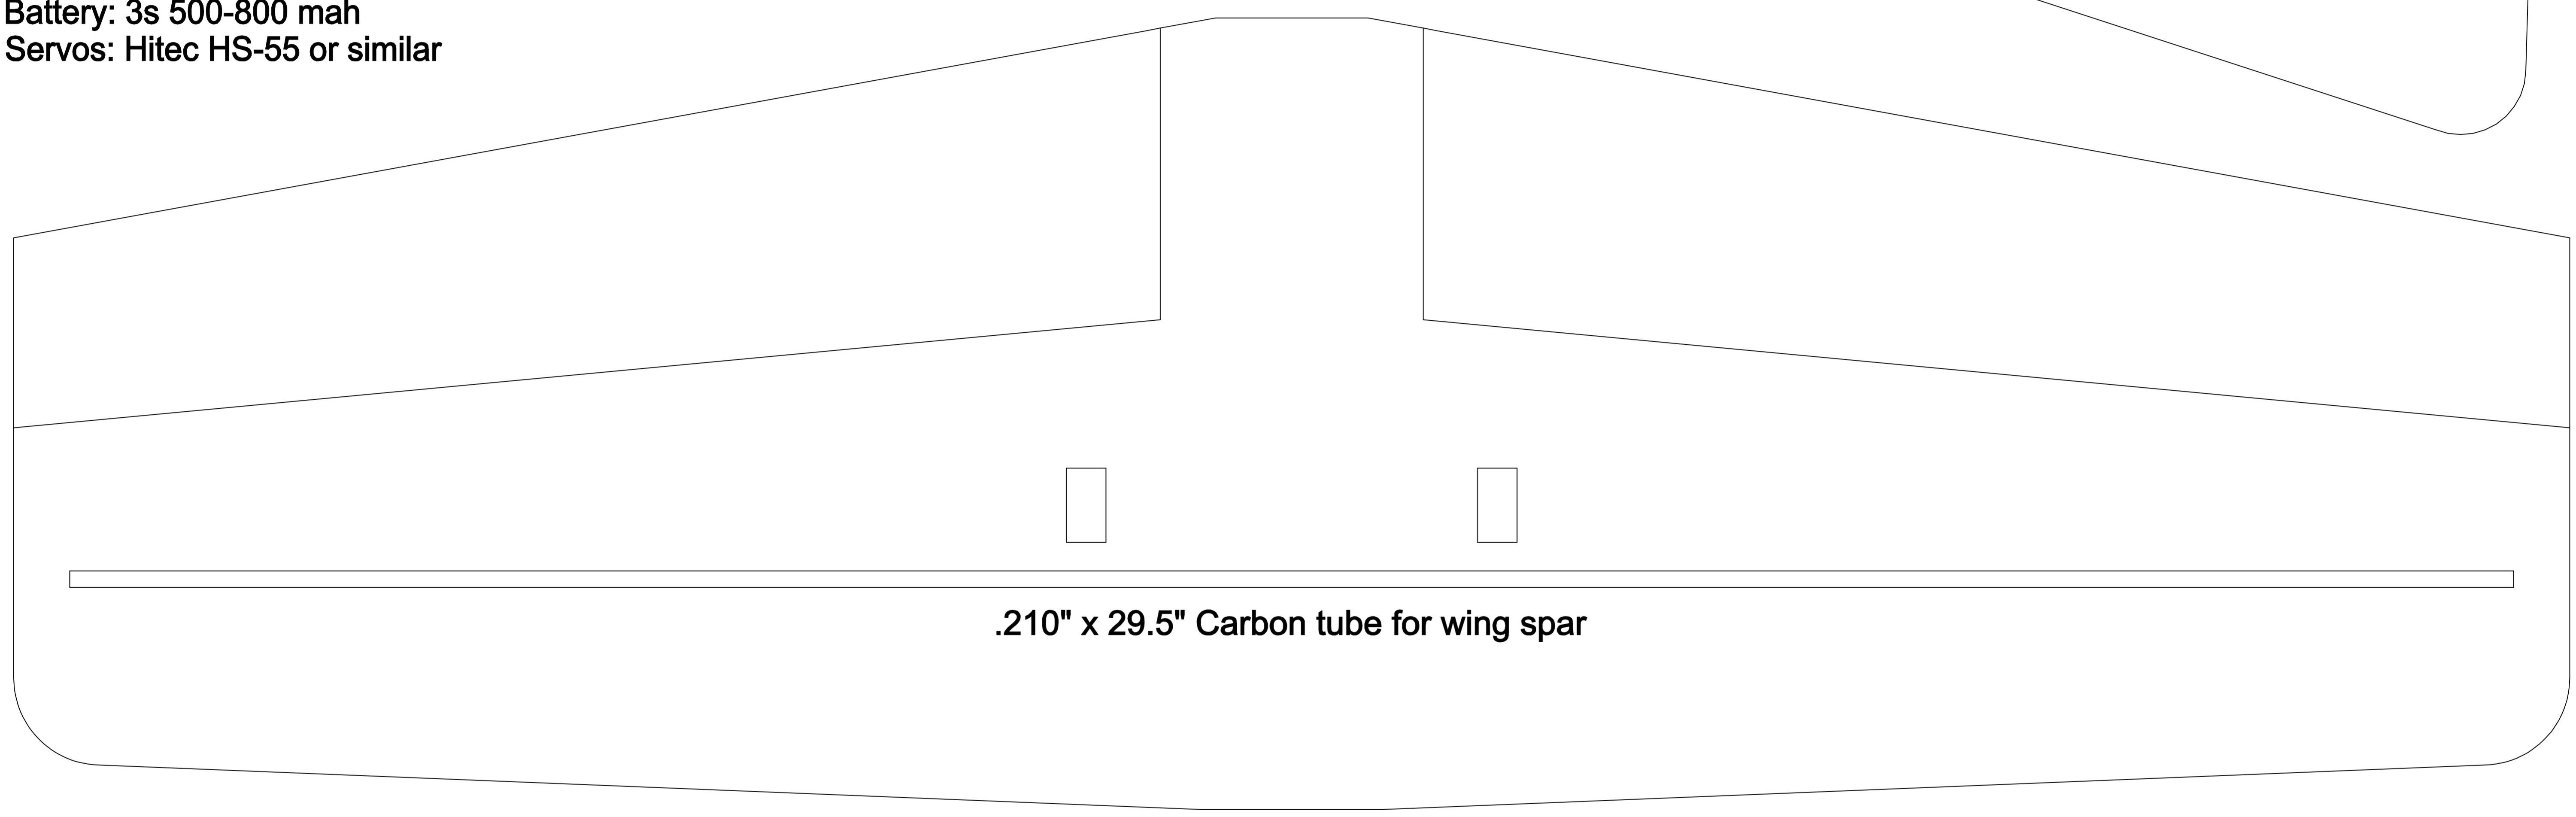 Battery: 3s 500-800 mah
Servos: Hitec HS-55 or similar
.210" x 29.5" Carbon tube for wing spar